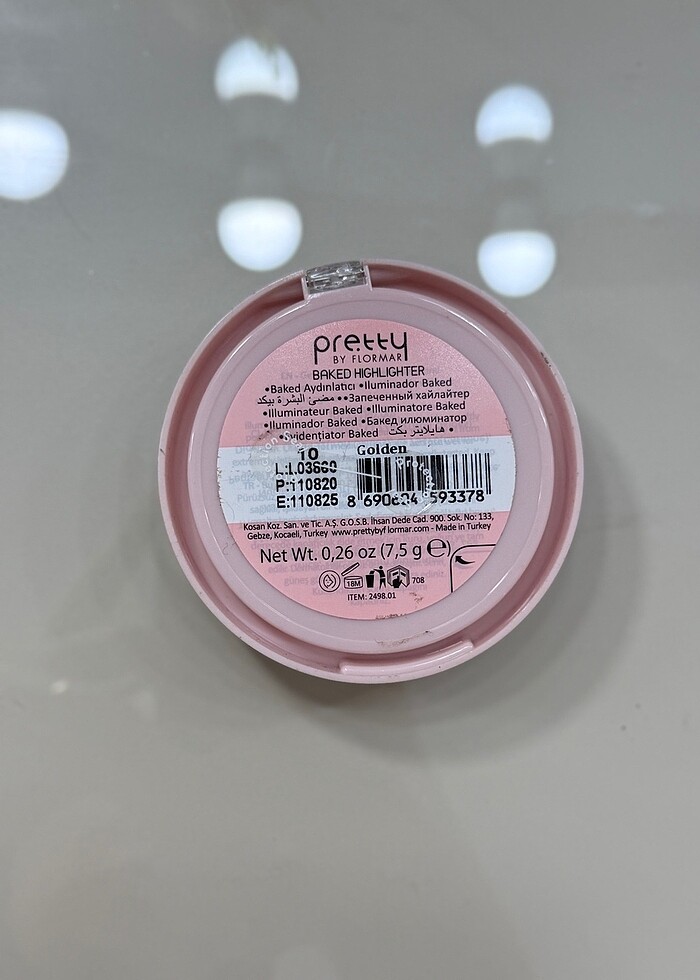 pretty
BY FLORMAR
BAKED HIGHLIGHTER
•Baked Aydınlatıcı •Iluminador Baked
مضئ البشرة بيكد ••Запеченный хайлайтер
•Illuminateur Baked •Illuminatore Baked
•Iluminador Baked •Бакед илюминатор
•Evidențiator Baked هايلايتر بكت •
10 Golden
P:110820
E:110825
593378
Kosan Koz. San. ve Tic. A.Ş. G.O.S.B. İhsan Dede Cad. 900. Sok. No: 133,
Gebze, Kocaeli, Turkey www.prettybyflormar.com - Made in Turkey
Net Wt. 0,26 oz (7,5 g ℮)
18M
708
ITEM: 2498.01